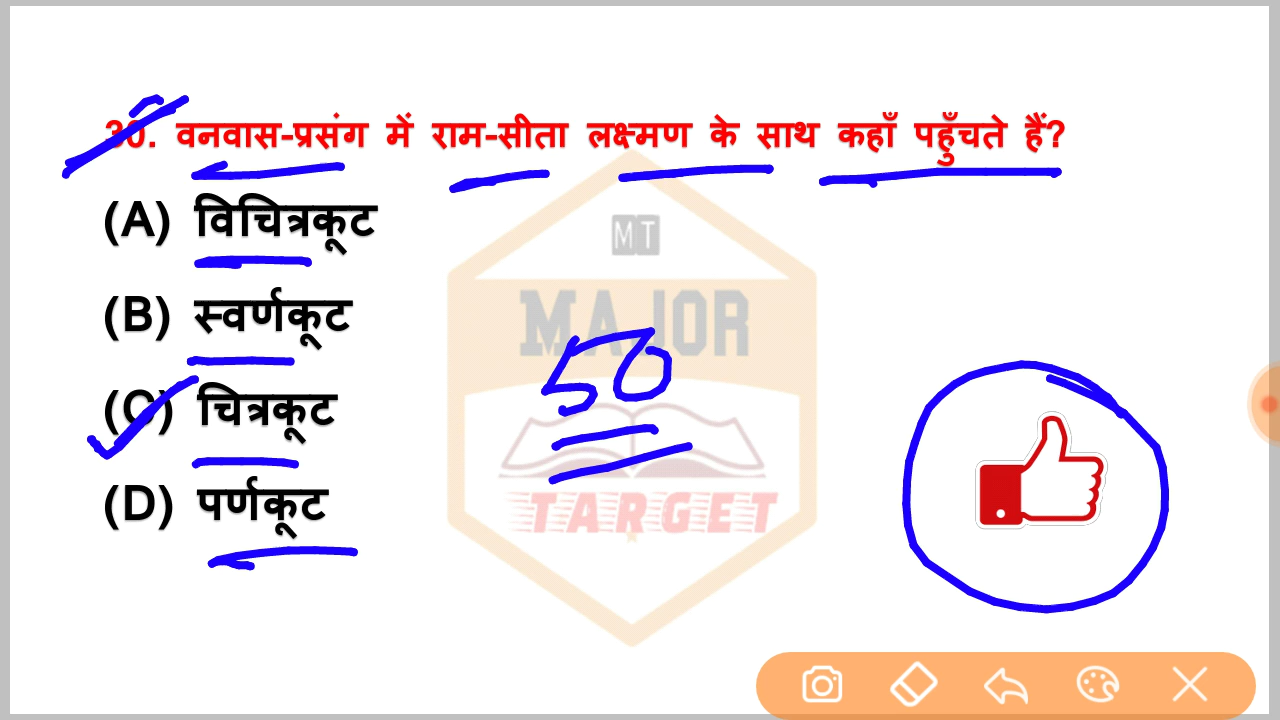 30. वनवास-प्रसंग में राम-सीता लक्ष्मण के साथ कहाँ पहुँचते हैं?
(A) विचित्रकूट
(B) स्वर्णकूट
(C) चित्रकूट
(D) पर्णकूट
MT
MAJOR
50
TARGET